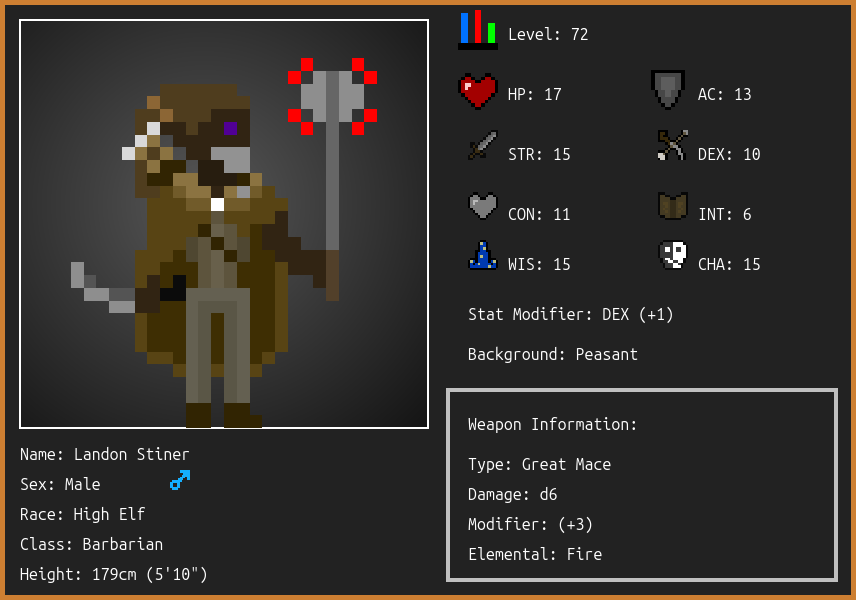 Level: 72
HP: 17
AC: 13
STR: 15
DEX: 10
CON: 11
INT: 6
WIS: 15
CHA: 15
Stat Modifier: DEX (+1)
Background: Peasant
Weapon Information:
Type: Great Mace
Damage: d6
Modifier: (+3)
Elemental: Fire
Name: Landon Stiner
Sex: Male
Race: High Elf
Class: Barbarian
Height: 179cm (5'10")